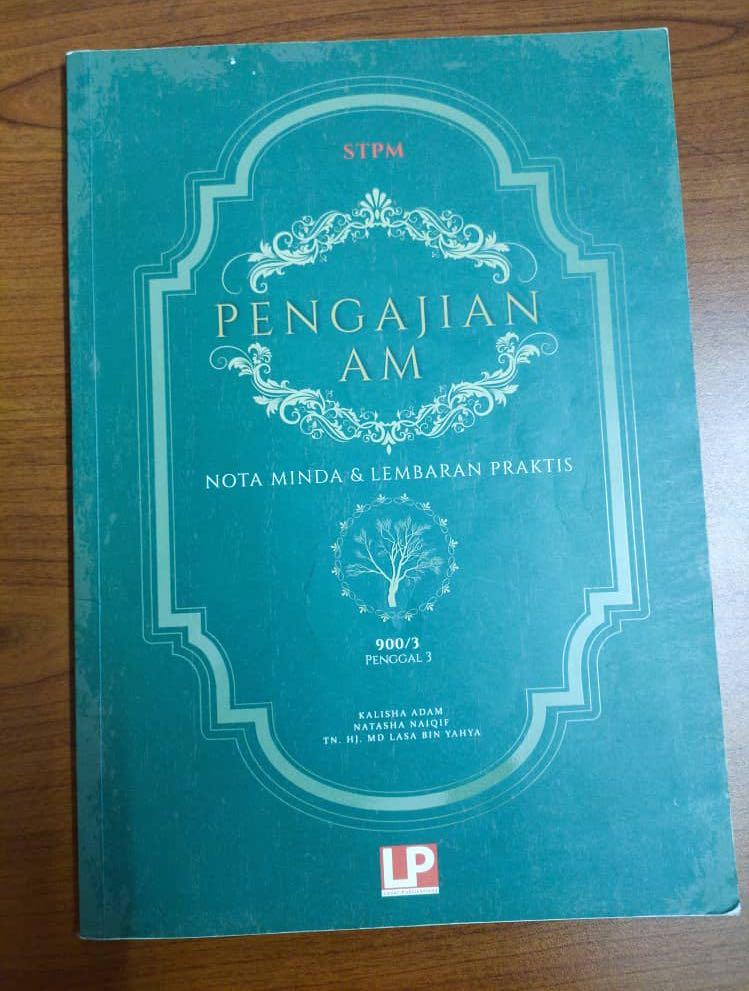 STPM
PENGAJIAN
AM
NOTA MINDA & LEMBARAN PRAKTIS
900/3
PENGGAL 3
KALISHA ADAM
NATASHA NAIQIF
TN. HJ. MD LASA BIN YAHYA
LP